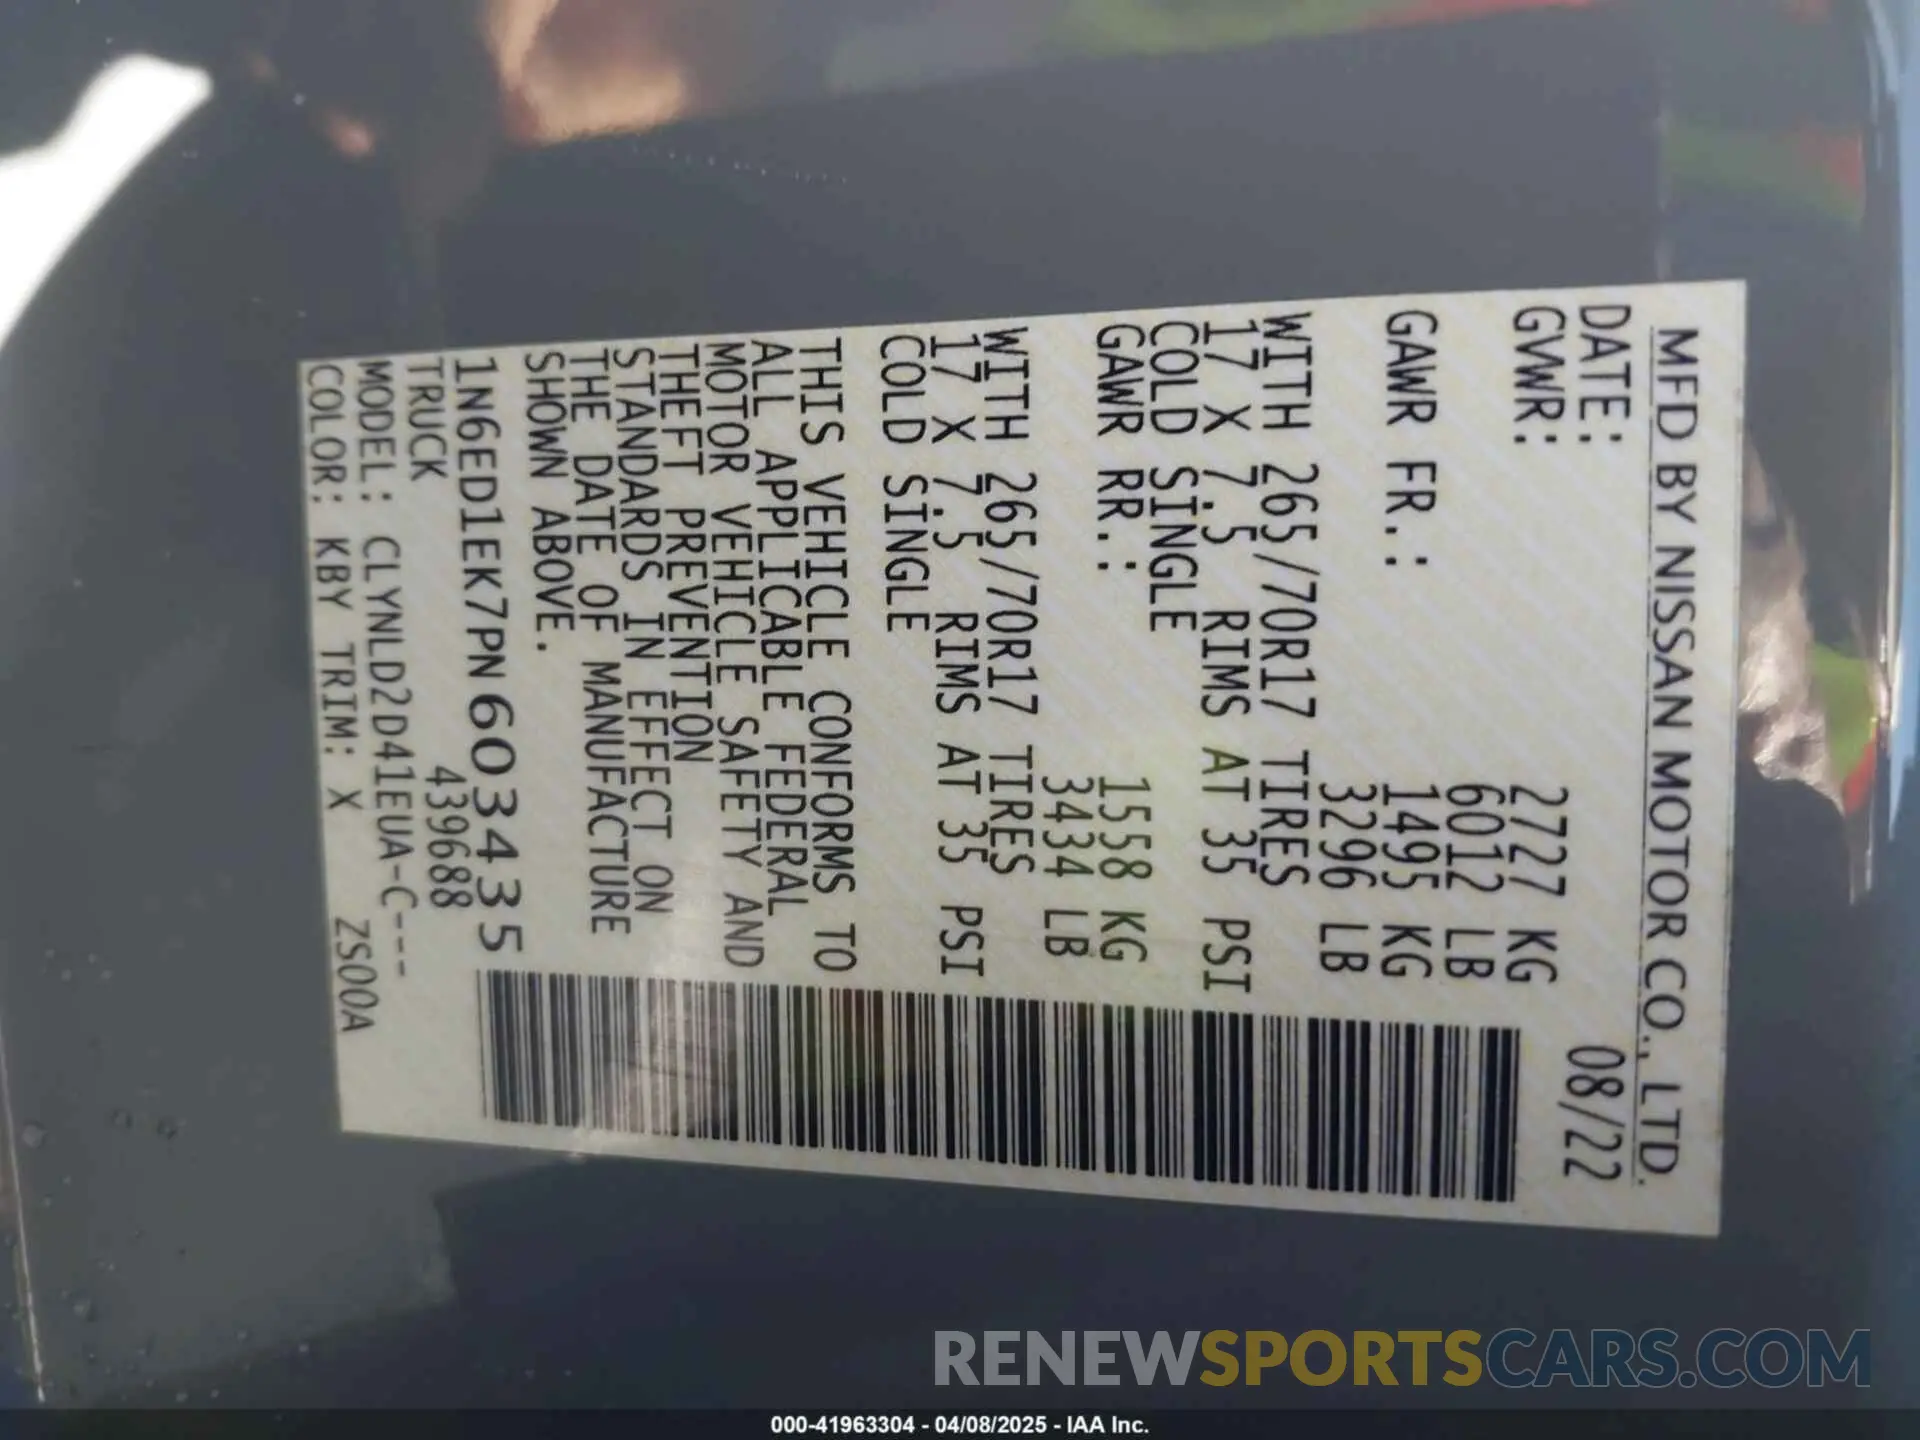 MFD BY NISSAN MOTOR CO., LTD.
DATE: 08/22
GVWR: 2727 KG
6012 LB
GAWR FR.: 1495 KG
3296 LB
WITH 265/70R17 TIRES
17 X 7.5 RIMS AT 35 PSI
COLD SINGLE
GAWR RR.: 1558 KG
3434 LB
WITH 265/70R17 TIRES
17 X 7.5 RIMS AT 35 PSI
COLD SINGLE
THIS VEHICLE CONFORMS TO
ALL APPLICABLE FEDERAL
MOTOR VEHICLE SAFETY AND
THEFT PREVENTION
STANDARDS IN EFFECT ON
THE DATE OF MANUFACTURE
SHOWN ABOVE.
1N6ED1EK7PN603435
TRUCK 439688
MODEL: CLYNLD2D41EUA-C---
COLOR: KBY TRIM: X ZS00A
RENEWSPORTSCARS.COM
000-41963304 - 04/08/2025 - IAA Inc.